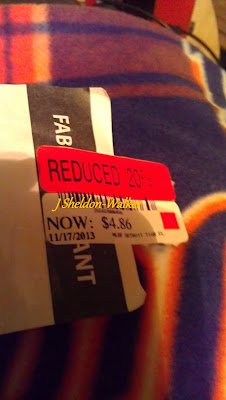 FAB
REDUCED 20%
J Sheldon-Walker
NOW: $4.86
11/17/2013
ANT